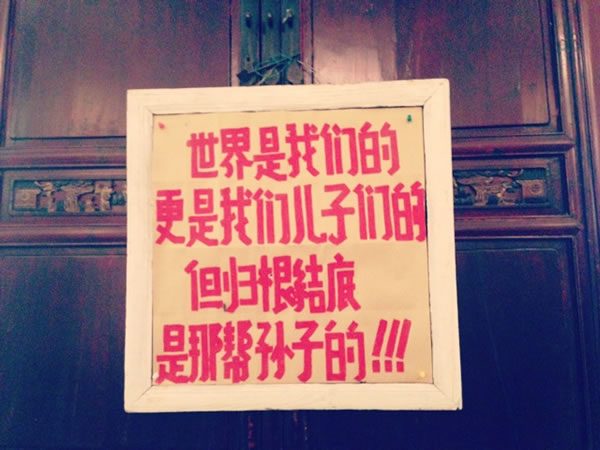 世界是我们的
更是我们儿子们的
但归根结底
是那帮孙子的!!!